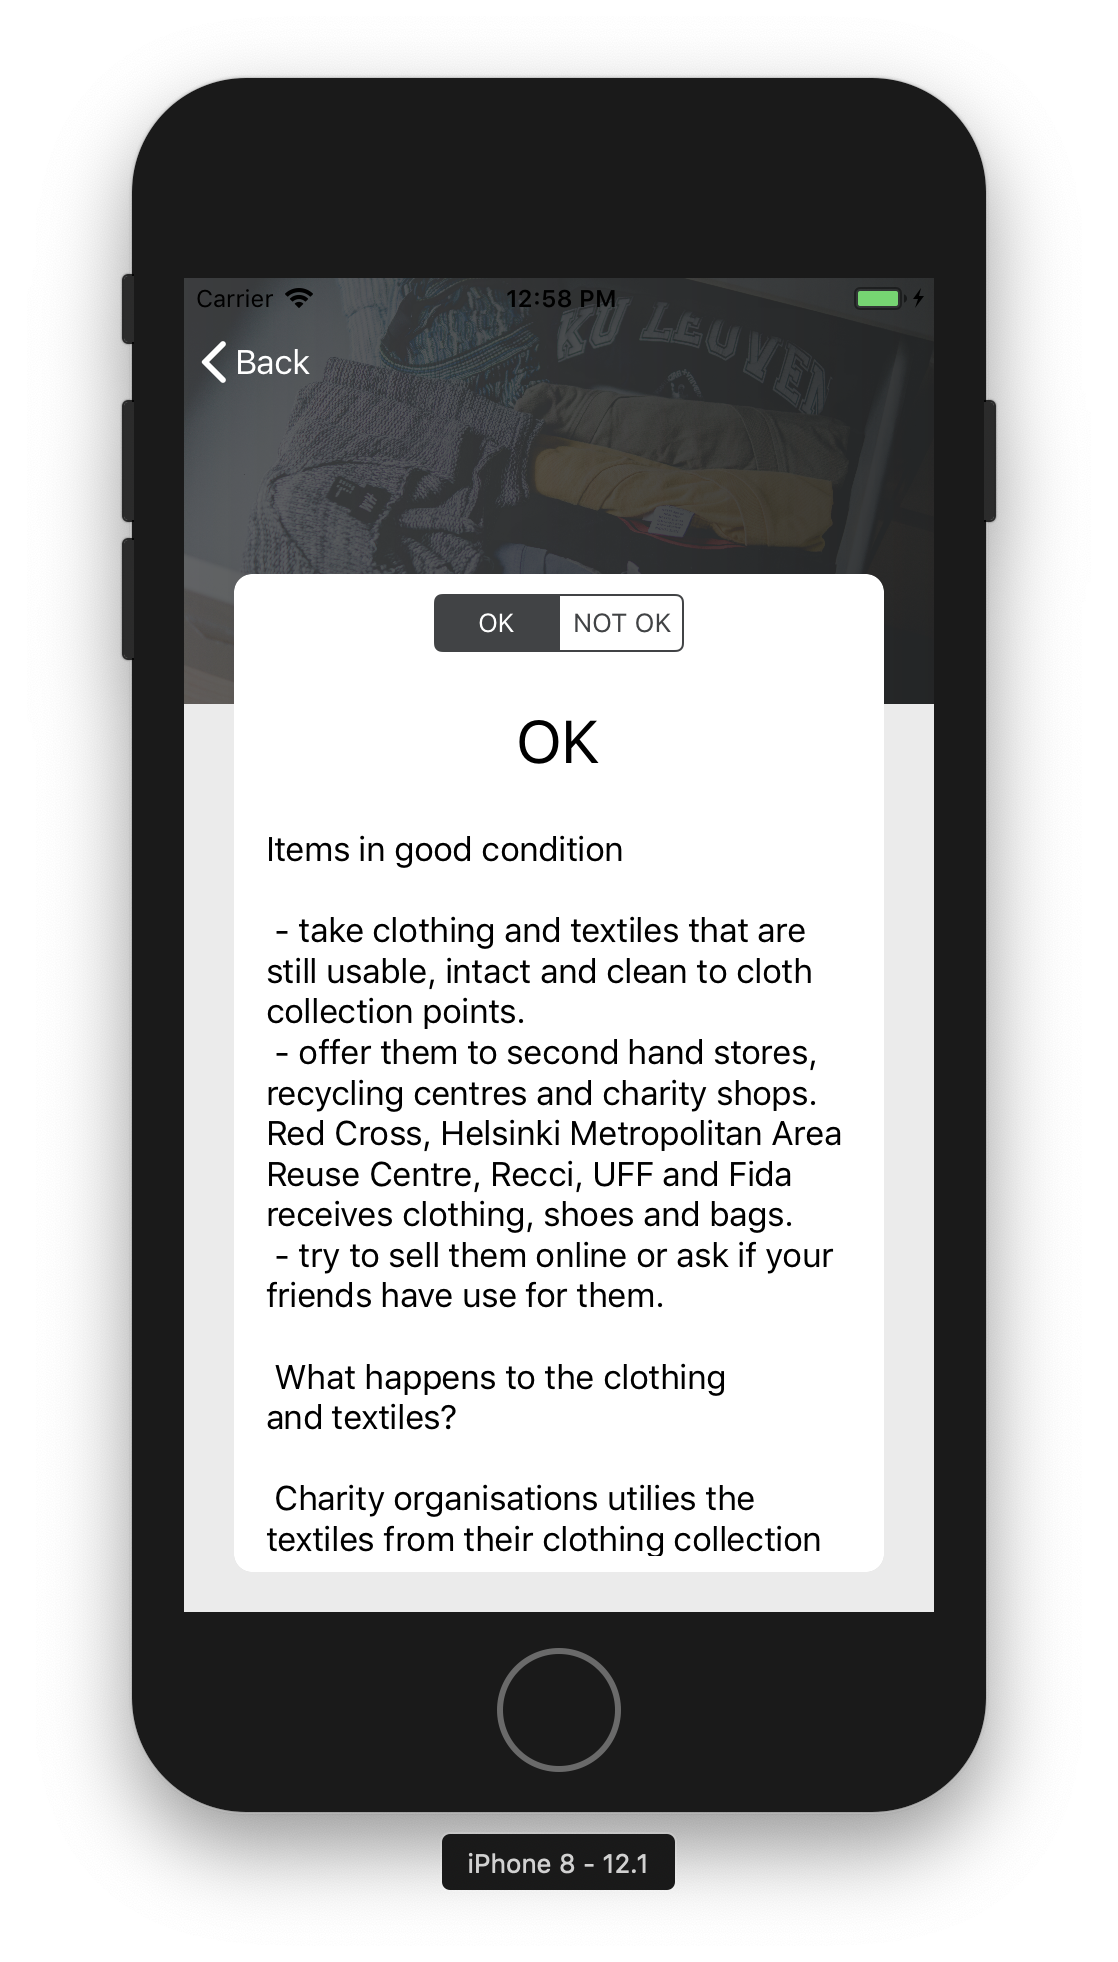 Carrier
12:58 PM
KU LEUVEN
Back
OK
NOT OK
OK
Items in good condition
- take clothing and textiles that are
still usable, intact and clean to cloth
collection points.
- offer them to second hand stores,
recycling centres and charity shops.
Red Cross, Helsinki Metropolitan Area
Reuse Centre, Recci, UFF and Fida
receives clothing, shoes and bags.
- try to sell them online or ask if your
friends have use for them.
What happens to the clothing
and textiles?
Charity organisations utilies the
textiles from their clothing collection
iPhone 8 - 12.1